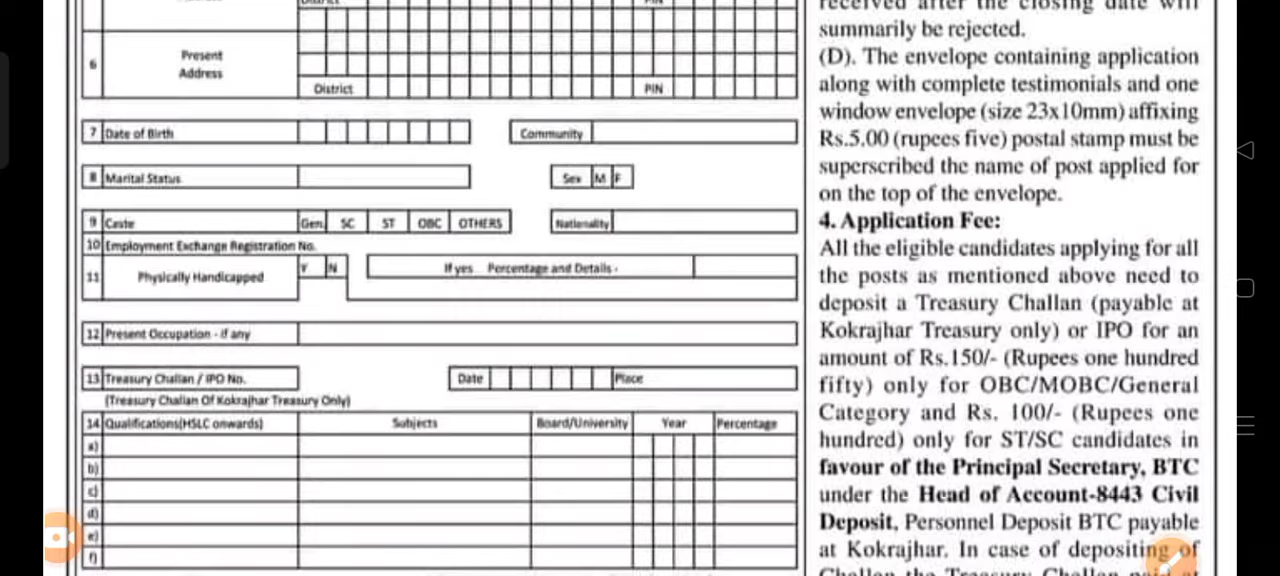 District PIN
6 Present
Address
District PIN
7 Date of Birth Community
8 Marital Status Sex M F
9 Caste Gen. SC ST OBC OTHERS Nationality
10 Employment Exchange Registration No.
11 Physically Handicapped Y N If yes Percentage and Details -
12 Present Occupation - if any
13 Treasury Challan / IPO No. Date Place
(Treasury Challan Of Kokrajhar Treasury Only)
14 Qualifications(HSLC onwards) Subjects Board/University Year Percentage
a)
b)
c)
d)
e)
f)
received after the closing date will
summarily be rejected.
(D). The envelope containing application
along with complete testimonials and one
window envelope (size 23x10mm) affixing
Rs.5.00 (rupees five) postal stamp must be
superscribed the name of post applied for
on the top of the envelope.
4. Application Fee:
All the eligible candidates applying for all
the posts as mentioned above need to
deposit a Treasury Challan (payable at
Kokrajhar Treasury only) or IPO for an
amount of Rs.150/- (Rupees one hundred
fifty) only for OBC/MOBC/General
Category and Rs. 100/- (Rupees one
hundred) only for ST/SC candidates in
favour of the Principal Secretary, BTC
under the Head of Account-8443 Civil
Deposit, Personnel Deposit BTC payable
at Kokrajhar. In case of depositing of
Challan the Treasury Challan paid at